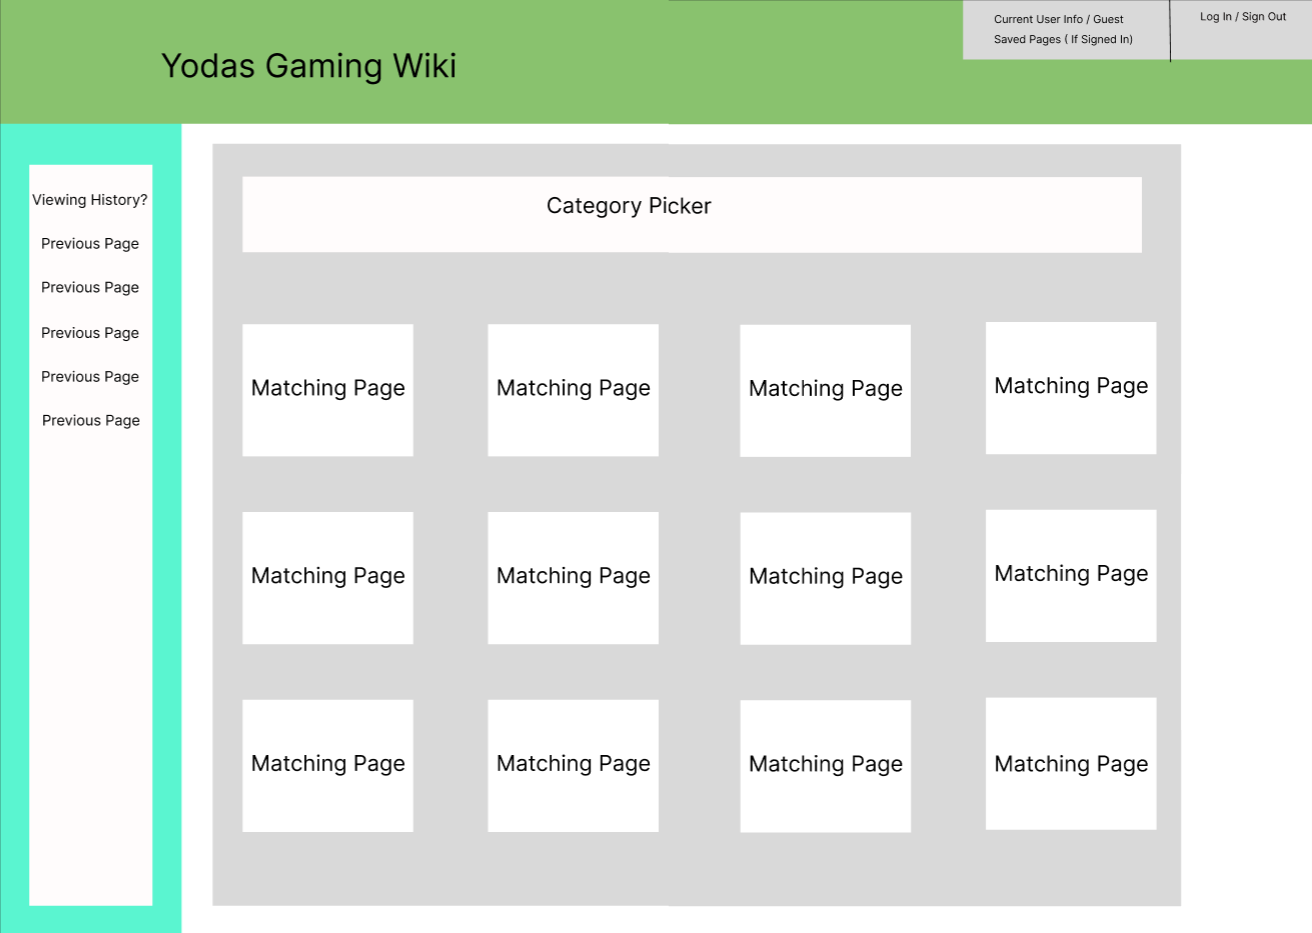 Yodas Gaming Wiki
Current User Info / Guest
Saved Pages ( If Signed In)
Log In / Sign Out
Viewing History?
Previous Page
Previous Page
Previous Page
Previous Page
Previous Page
Category Picker
Matching Page
Matching Page
Matching Page
Matching Page
Matching Page
Matching Page
Matching Page
Matching Page
Matching Page
Matching Page
Matching Page
Matching Page